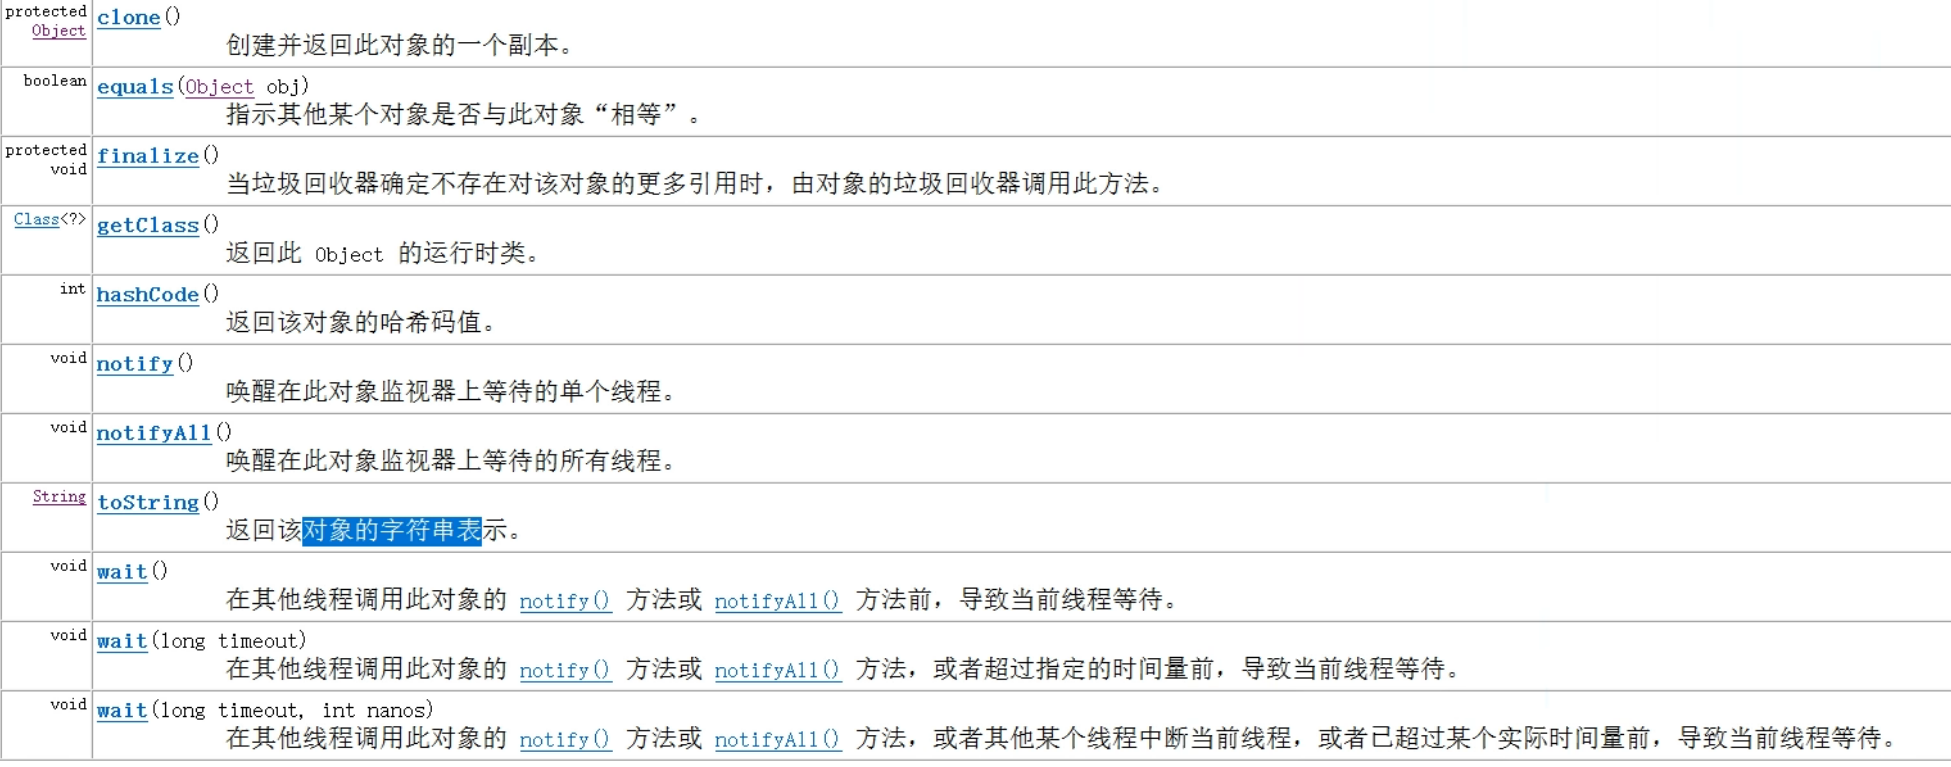 protected clone()
Object
创建并返回此对象的一个副本。
boolean equals(Object obj)
指示其他某个对象是否与此对象“相等”。
protected finalize()
void
当垃圾回收器确定不存在对该对象的更多引用时，由对象的垃圾回收器调用此方法。
Class<?> getClass()
返回此 Object 的运行时类。
int hashCode()
返回该对象的哈希码值。
void notify()
唤醒在此对象监视器上等待的单个线程。
void notifyAll()
唤醒在此对象监视器上等待的所有线程。
String toString()
返回该对象的字符串表示。
void wait()
在其他线程调用此对象的 notify() 方法或 notifyAll() 方法前，导致当前线程等待。
void wait(long timeout)
在其他线程调用此对象的 notify() 方法或 notifyAll() 方法，或者超过指定的时间量前，导致当前线程等待。
void wait(long timeout, int nanos)
在其他线程调用此对象的 notify() 方法或 notifyAll() 方法，或者其他某个线程中断当前线程，或者已超过某个实际时间量前，导致当前线程等待。